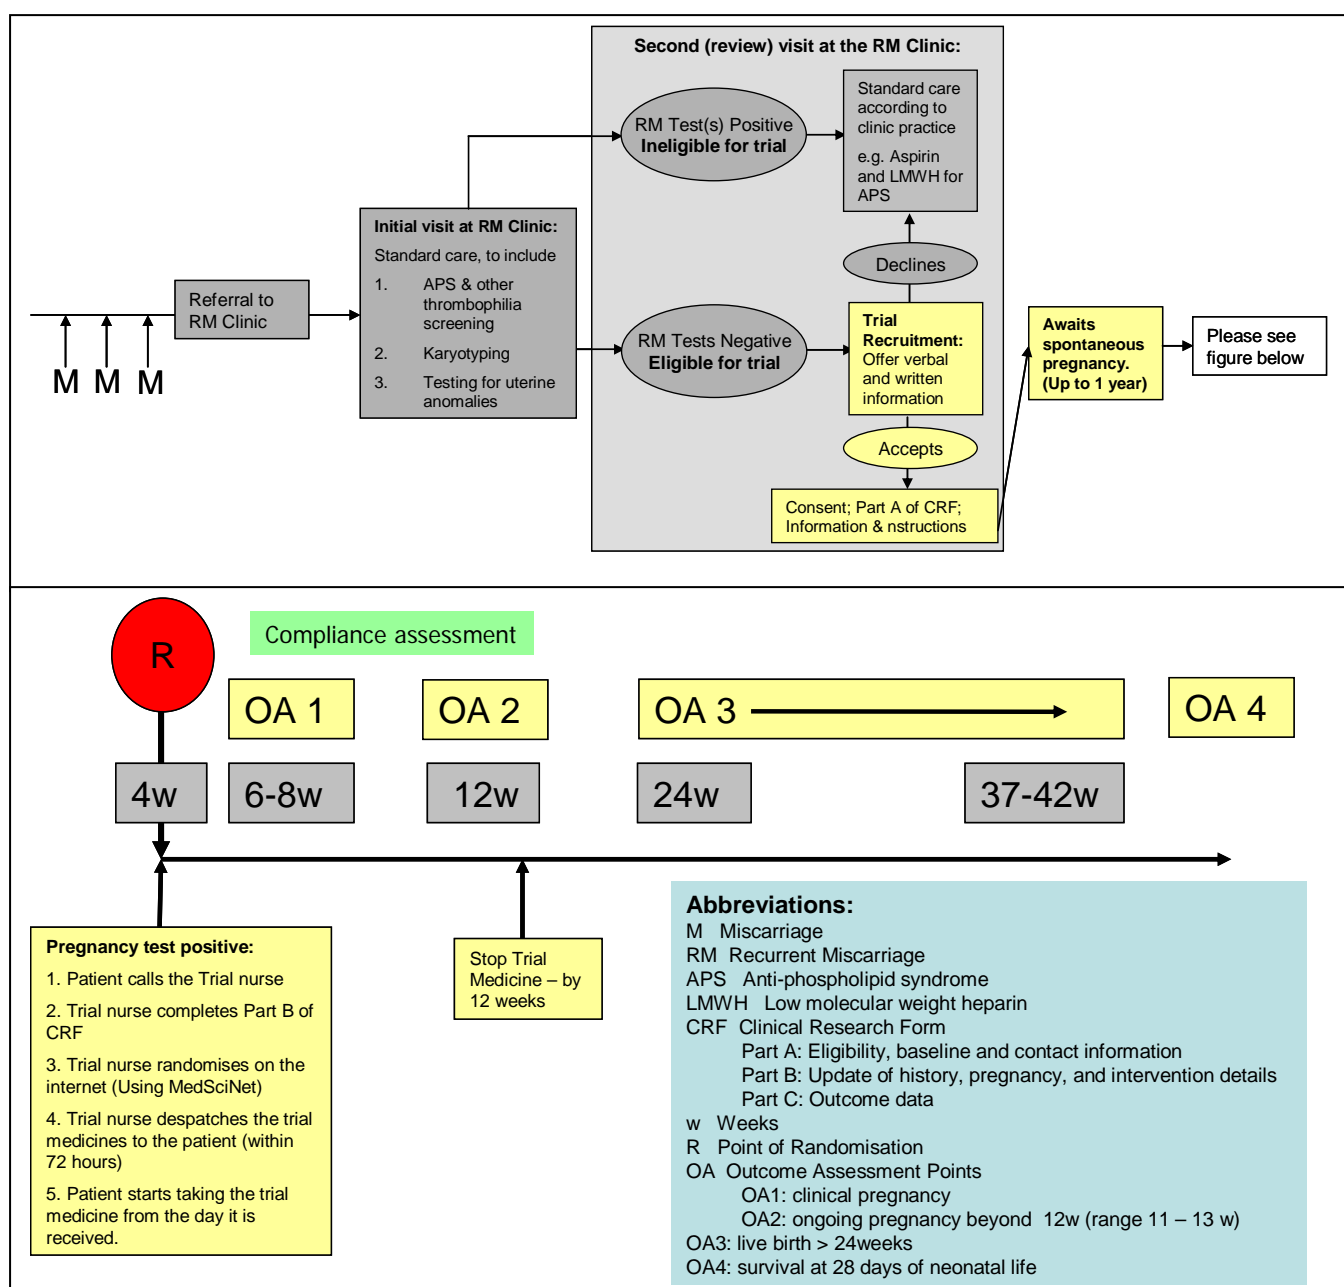 Second (review) visit at the RM Clinic:
RM Test(s) Positive
Ineligible for trial
Standard care
according to
clinic practice
e.g. Aspirin
and LMWH for
APS
Initial visit at RM Clinic:
Standard care, to include
1. APS & other
thrombophilia
screening
2. Karyotyping
3. Testing for uterine
anomalies
Declines
Referral to
RM Clinic
M M M
RM Tests Negative
Eligible for trial
Trial
Recruitment:
Offer verbal
and written
information
Awaits
spontaneous
pregnancy.
(Up to 1 year)
Please see
figure below
Accepts
Consent; Part A of CRF;
Information & nstructions
R
Compliance assessment
OA 1
OA 2
OA 3
OA 4
4w
6-8w
12w
24w
37-42w
Pregnancy test positive:
1. Patient calls the Trial nurse
2. Trial nurse completes Part B of
CRF
3. Trial nurse randomises on the
internet (Using MedSciNet)
4. Trial nurse despatches the trial
medicines to the patient (within
72 hours)
5. Patient starts taking the trial
medicine from the day it is
received.
Stop Trial
Medicine – by
12 weeks
Abbreviations:
M Miscarriage
RM Recurrent Miscarriage
APS Anti-phospholipid syndrome
LMWH Low molecular weight heparin
CRF Clinical Research Form
Part A: Eligibility, baseline and contact information
Part B: Update of history, pregnancy, and intervention details
Part C: Outcome data
w Weeks
R Point of Randomisation
OA Outcome Assessment Points
OA1: clinical pregnancy
OA2: ongoing pregnancy beyond 12w (range 11 – 13 w)
OA3: live birth > 24weeks
OA4: survival at 28 days of neonatal life